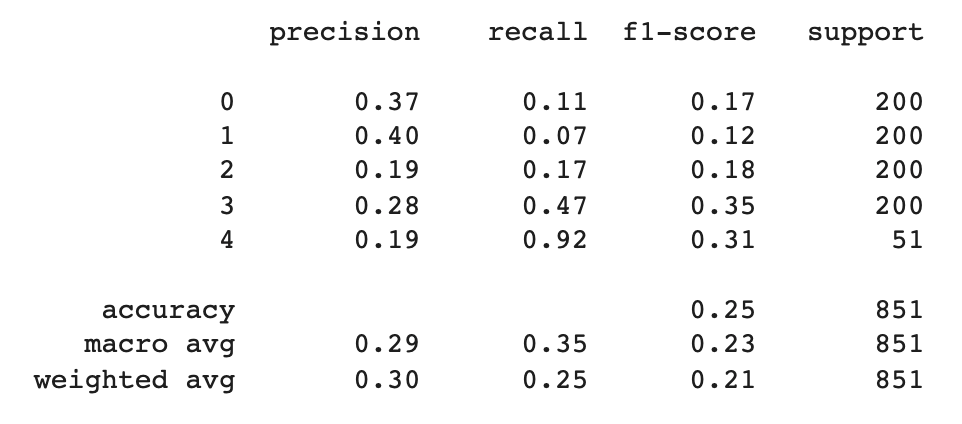 precision recall f1-score support
0 0.37 0.11 0.17 200
1 0.40 0.07 0.12 200
2 0.19 0.17 0.18 200
3 0.28 0.47 0.35 200
4 0.19 0.92 0.31 51
accuracy 0.25 851
macro avg 0.29 0.35 0.23 851
weighted avg 0.30 0.25 0.21 851